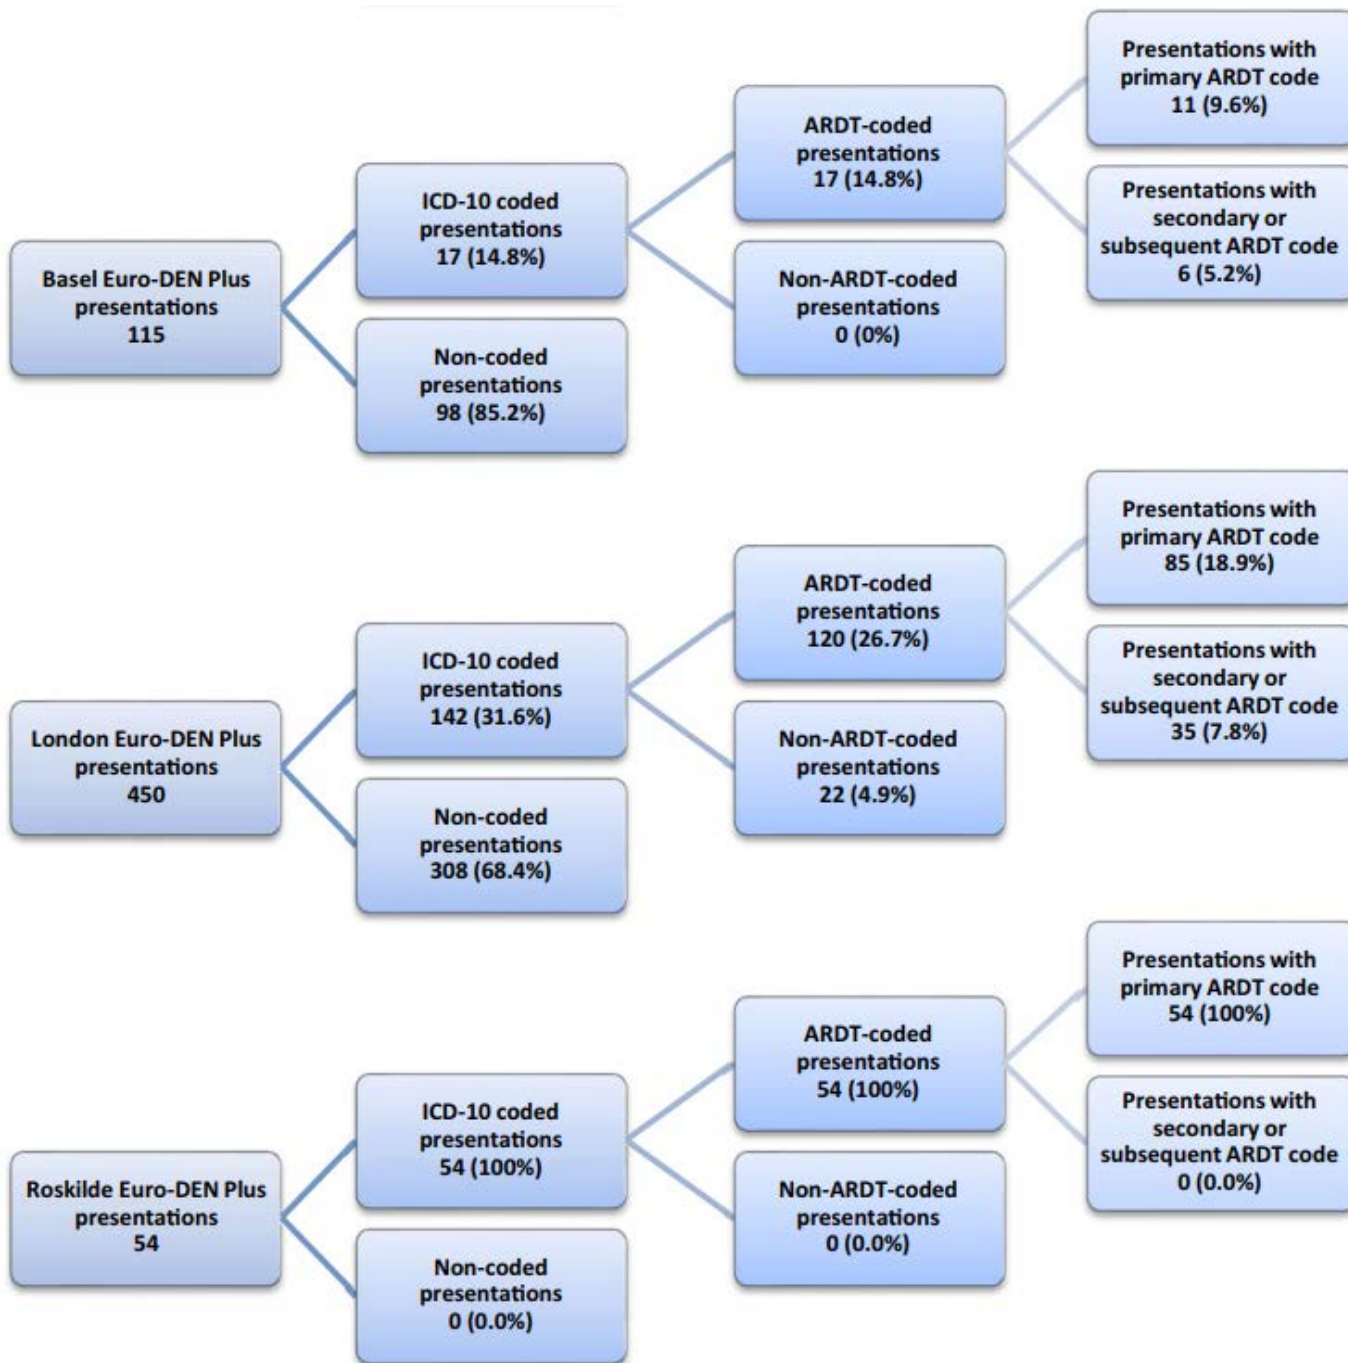 Basel Euro-DEN Plus
presentations
115
ICD-10 coded
presentations
17 (14.8%)
Non-coded
presentations
98 (85.2%)
ARDT-coded
presentations
17 (14.8%)
Non-ARDT-coded
presentations
0 (0%)
Presentations with
primary ARDT code
11 (9.6%)
Presentations with
secondary or
subsequent ARDT code
6 (5.2%)
London Euro-DEN Plus
presentations
450
ICD-10 coded
presentations
142 (31.6%)
Non-coded
presentations
308 (68.4%)
ARDT-coded
presentations
120 (26.7%)
Non-ARDT-coded
presentations
22 (4.9%)
Presentations with
primary ARDT code
85 (18.9%)
Presentations with
secondary or
subsequent ARDT code
35 (7.8%)
Roskilde Euro-DEN Plus
presentations
54
ICD-10 coded
presentations
54 (100%)
Non-coded
presentations
0 (0.0%)
ARDT-coded
presentations
54 (100%)
Non-ARDT-coded
presentations
0 (0.0%)
Presentations with
primary ARDT code
54 (100%)
Presentations with
secondary or
subsequent ARDT code
0 (0.0%)